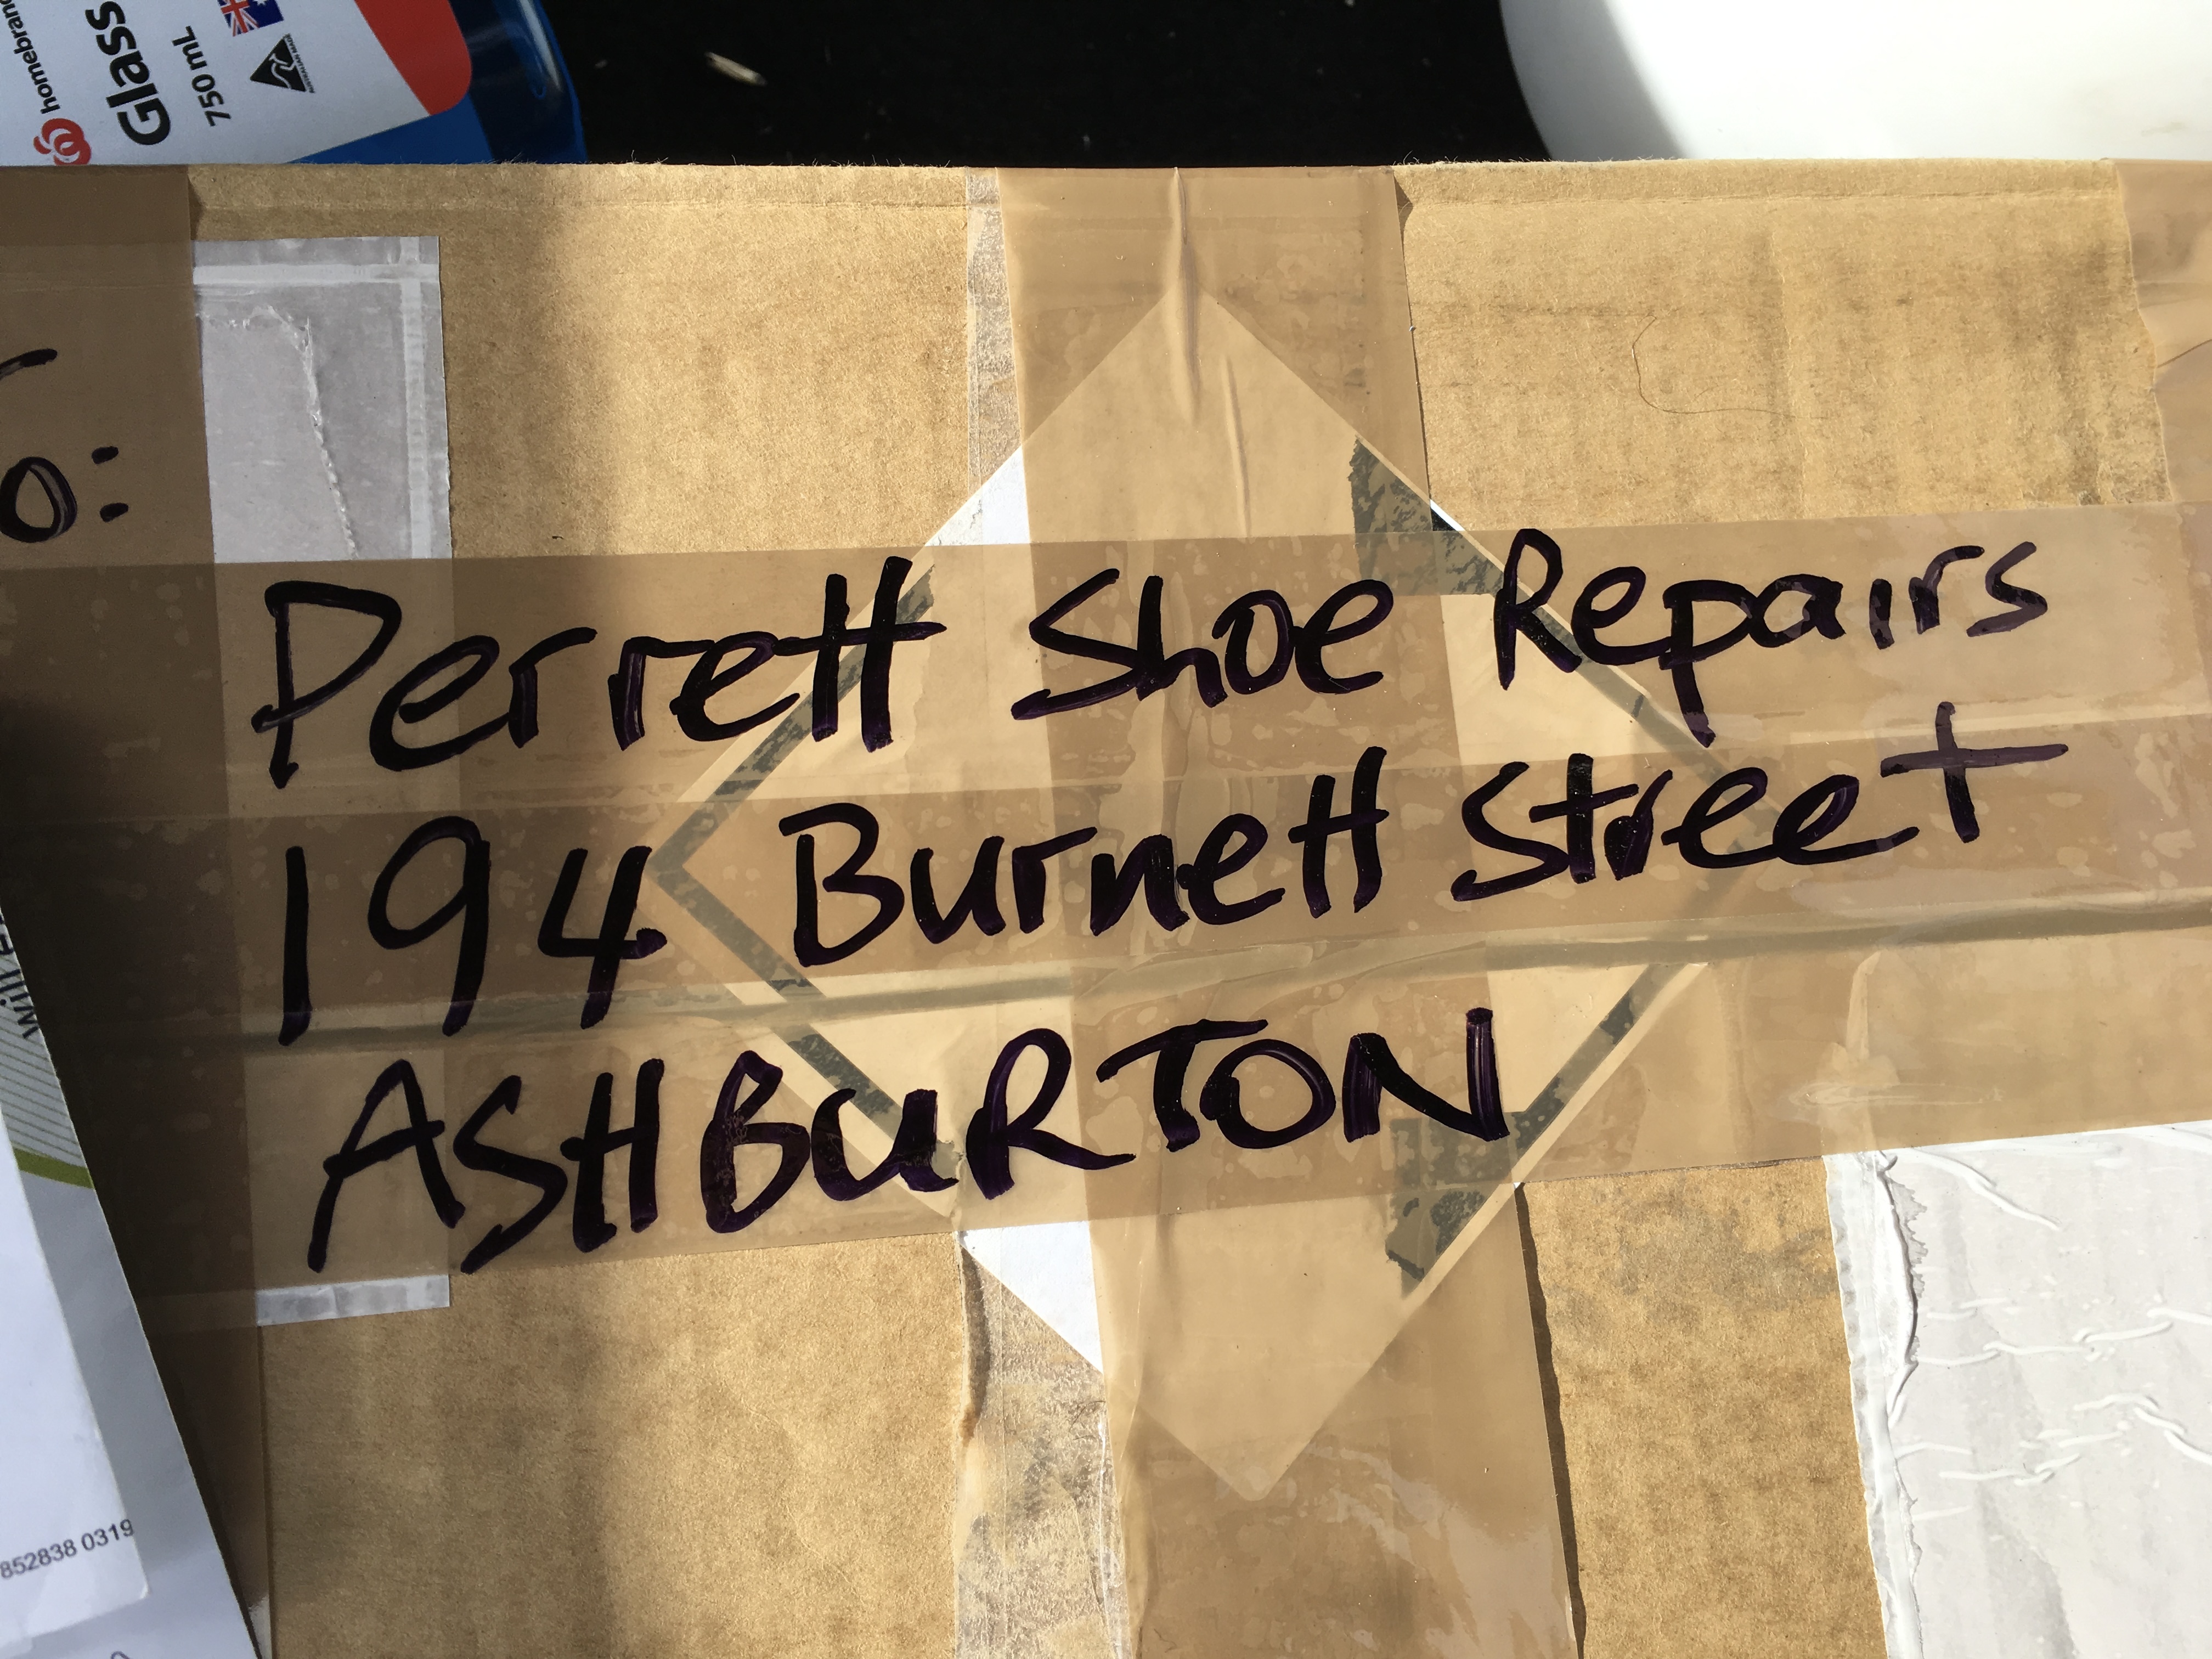 homebrand
Glass
750 mL
o:
Perrett Shoe Repairs
194 Burnett Street
ASHBURTON
852838 0319